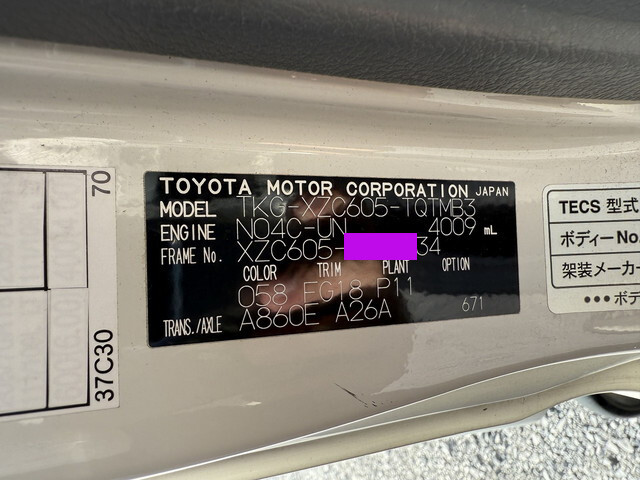 TOYOTA MOTOR CORPORATION JAPAN
MODEL TKG-XZC605-TQTMB3
ENGINE N04C-UN 4009 mL
FRAME No. XZC605- 34
COLOR TRIM PLANT OPTION
058 FG18 P11
671
TRANS./AXLE A860E A26A
70
37C30
TECS 型式
ボディーNo.
架装メーカ
●●●ボデ